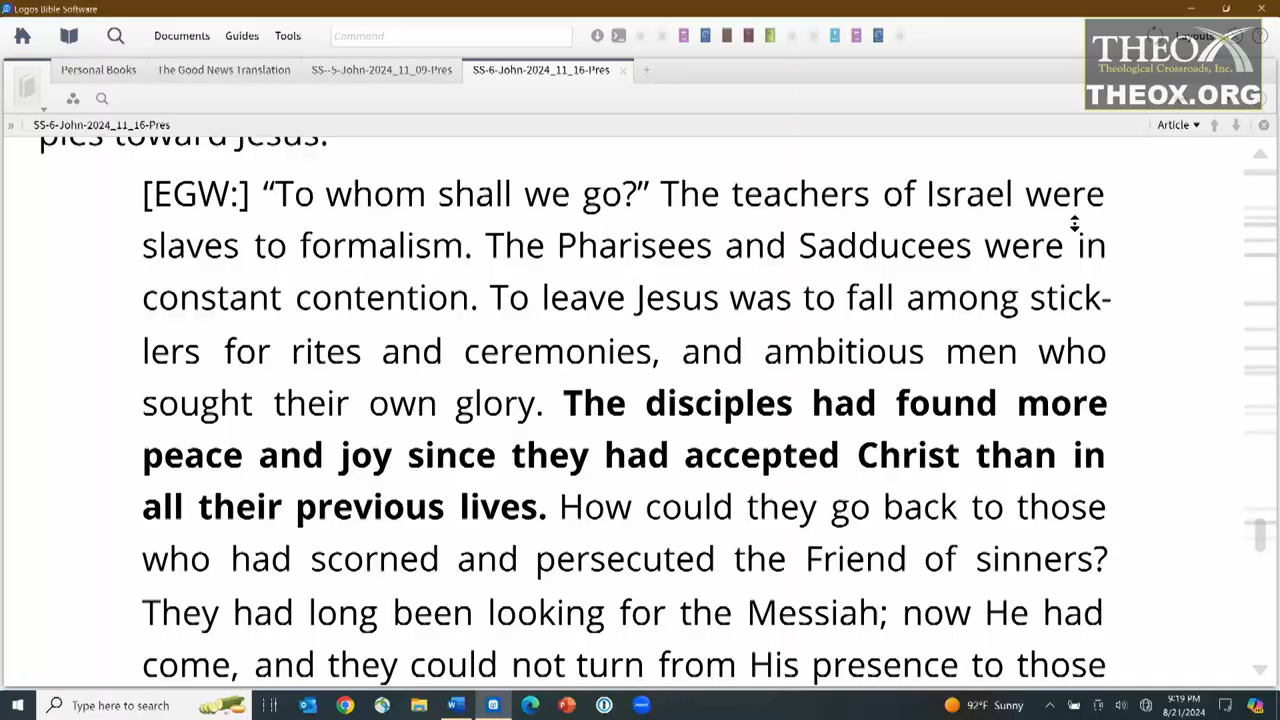 Logos Bible Software
Documents Guides Tools Command Layouts
THEOX
Theological Crossroads, Inc.
THEOX.ORG
Personal Books The Good News Translation SS--5-John-2024_11_09-Pres SS-6-John-2024_11_16-Pres
SS-6-John-2024_11_16-Pres Article
ples toward Jesus.
[EGW:] “To whom shall we go?” The teachers of Israel were
slaves to formalism. The Pharisees and Sadducees were in
constant contention. To leave Jesus was to fall among stick-
lers for rites and ceremonies, and ambitious men who
sought their own glory. The disciples had found more
peace and joy since they had accepted Christ than in
all their previous lives. How could they go back to those
who had scorned and persecuted the Friend of sinners?
They had long been looking for the Messiah; now He had
come, and they could not turn from His presence to those
Type here to search
92°F Sunny
9:19 PM
8/21/2024